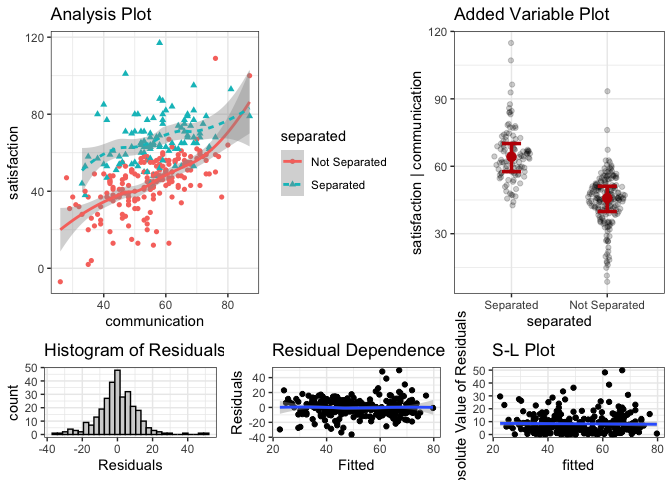 Analysis Plot
120
80
40
0
satisfaction
40
60
80
communication
separated
Not Separated
Separated
Added Variable Plot
120
90
60
30
satisfaction | communication
Separated
Not Separated
separated
Histogram of Residuals
50
40
30
20
10
0
count
-40
0
40
Residuals
Residual Dependence
40
20
0
-20
-40
Residuals
20
40
60
80
Fitted
S-L Plot
50
40
30
20
10
0
osolute Value of Residuals
20
40
60
80
fitted